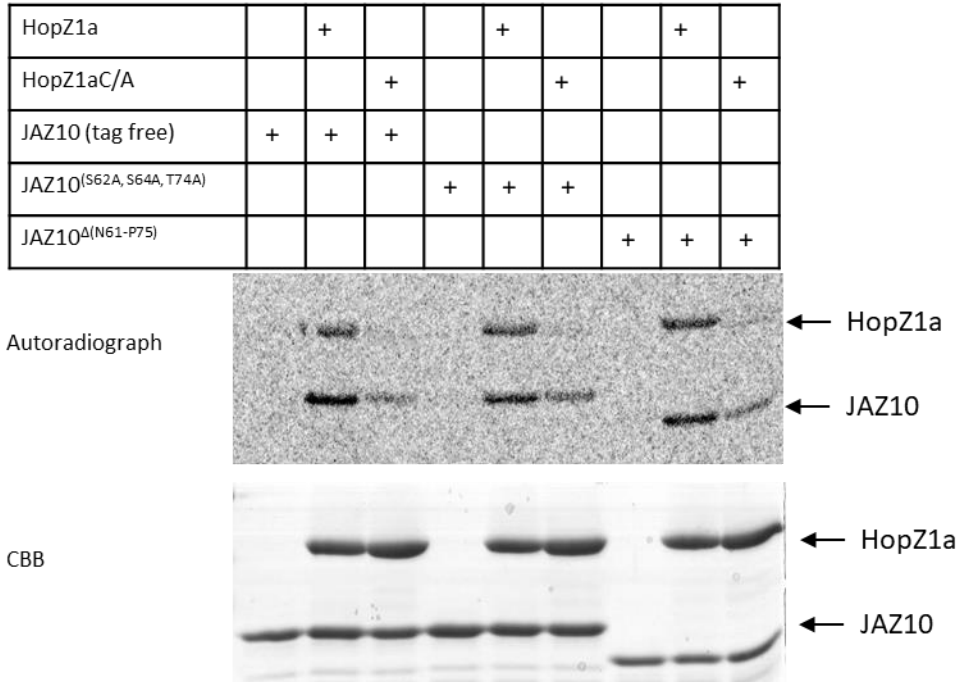 HopZ1a + + +
HopZ1aC/A + + +
JAZ10 (tag free) + + +
JAZ10(S62A, S64A, T74A) + + +
JAZ10Δ(N61-P75) + + +
Autoradiograph
HopZ1a
JAZ10
CBB
HopZ1a
JAZ10